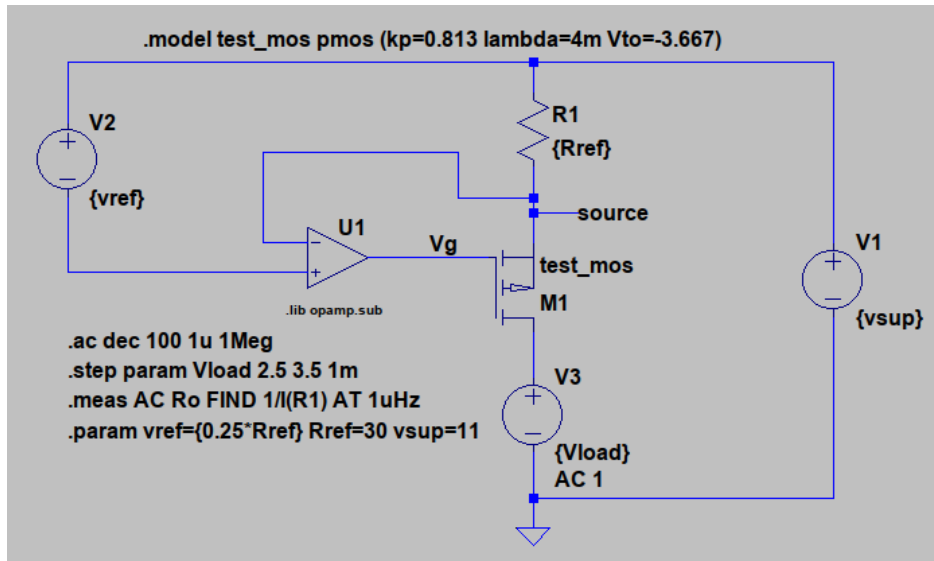 .model test_mos pmos (kp=0.813 lambda=4m Vto=-3.667)
V2
{vref}
R1
{Rref}
source
U1
Vg
test_mos
M1
.lib opamp.sub
V1
{vsup}
.ac dec 100 1u 1Meg
.step param Vload 2.5 3.5 1m
.meas AC Ro FIND 1/I(R1) AT 1uHz
.param vref={0.25*Rref} Rref=30 vsup=11
V3
{Vload}
AC 1